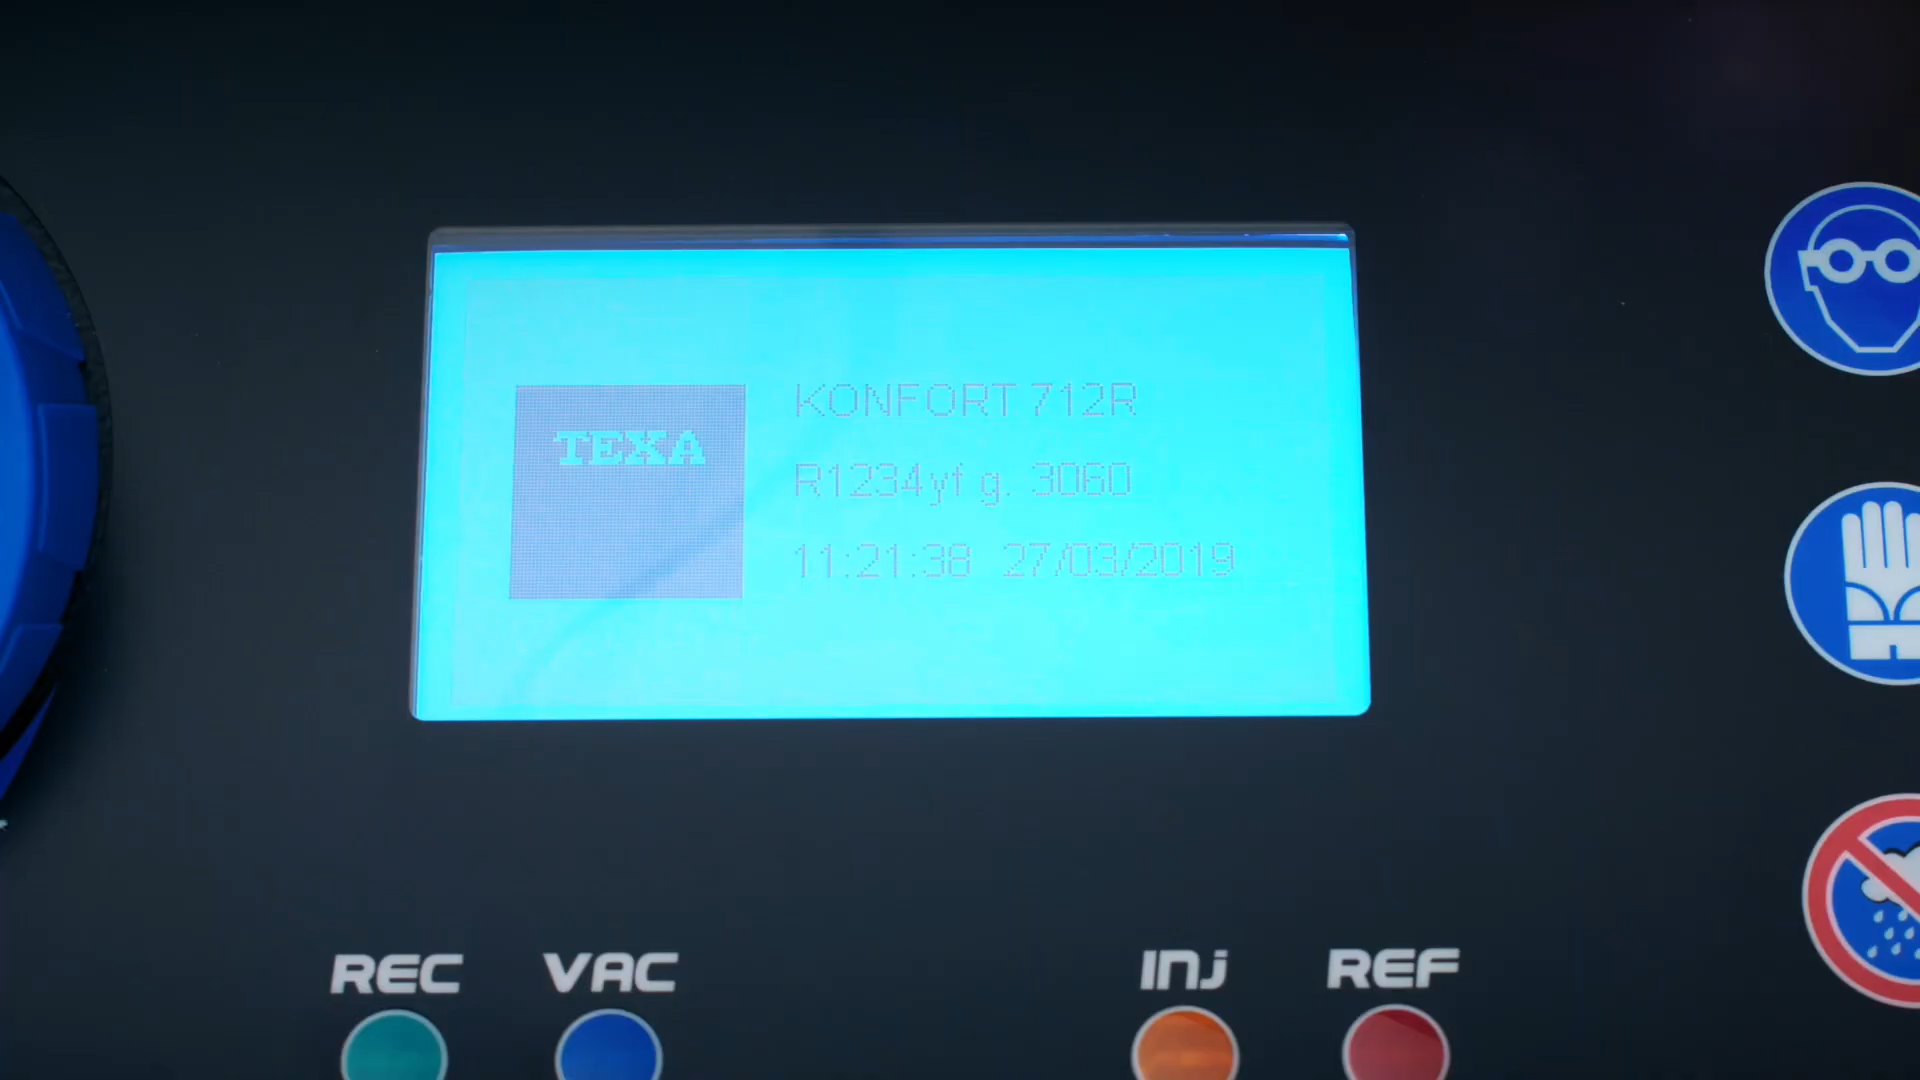 TEXA
KONFORT 712R
R1234yf g. 3060
11:21:38 27/03/2019
REC
VAC
INJ
REF